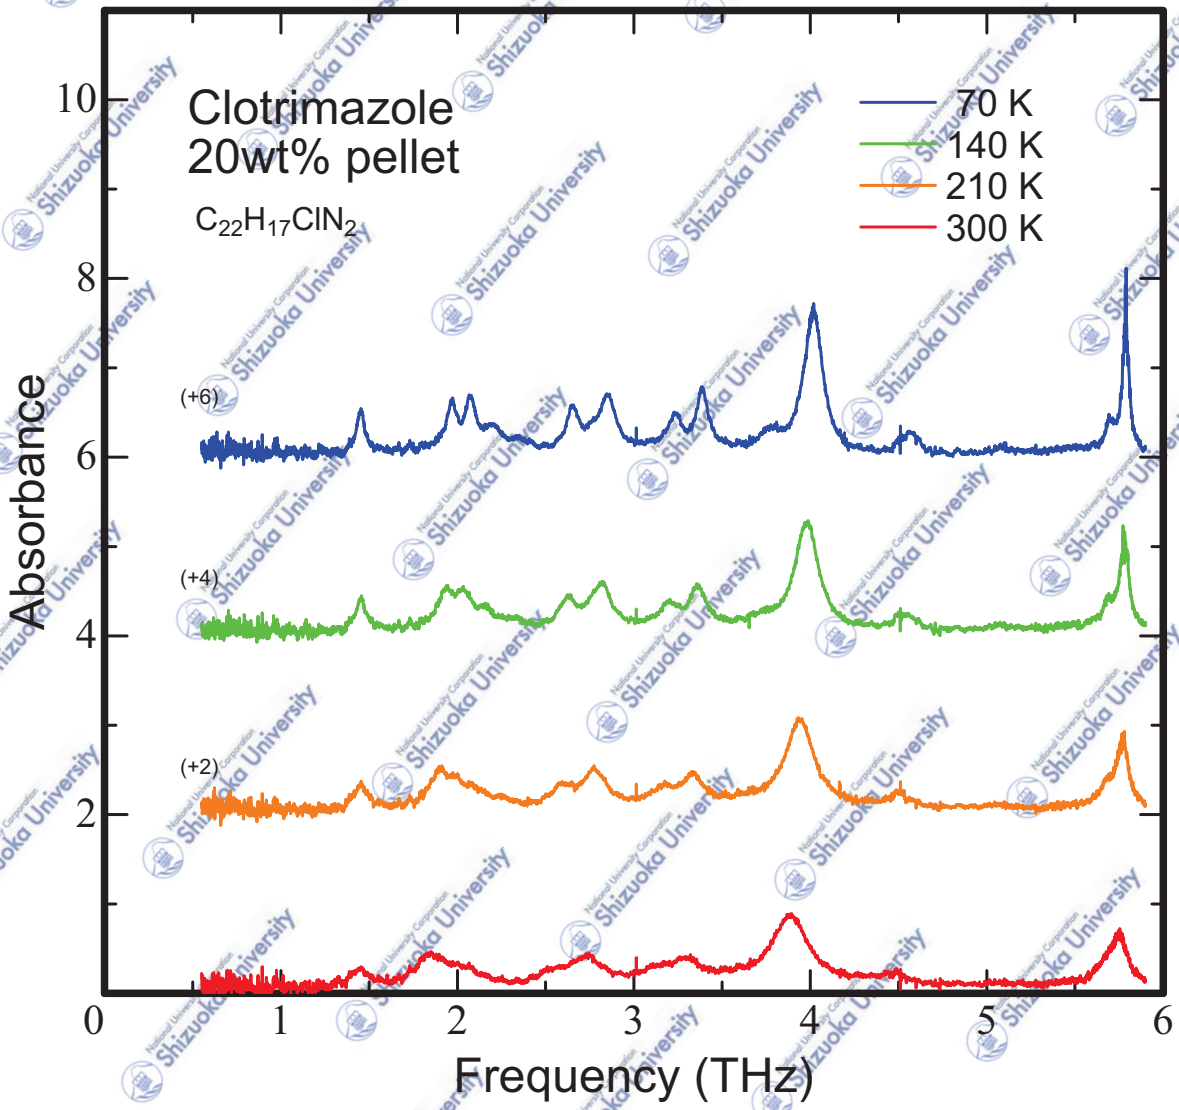 Clotrimazole
20wt% pellet
C₂₂H₁₇ClN₂
70 K
140 K
210 K
300 K
(+6)
(+4)
(+2)
10
8
6
4
2
0 1 2 3 4 5 6
Absorbance
Frequency (THz)
National University Corporation
Shizuoka University